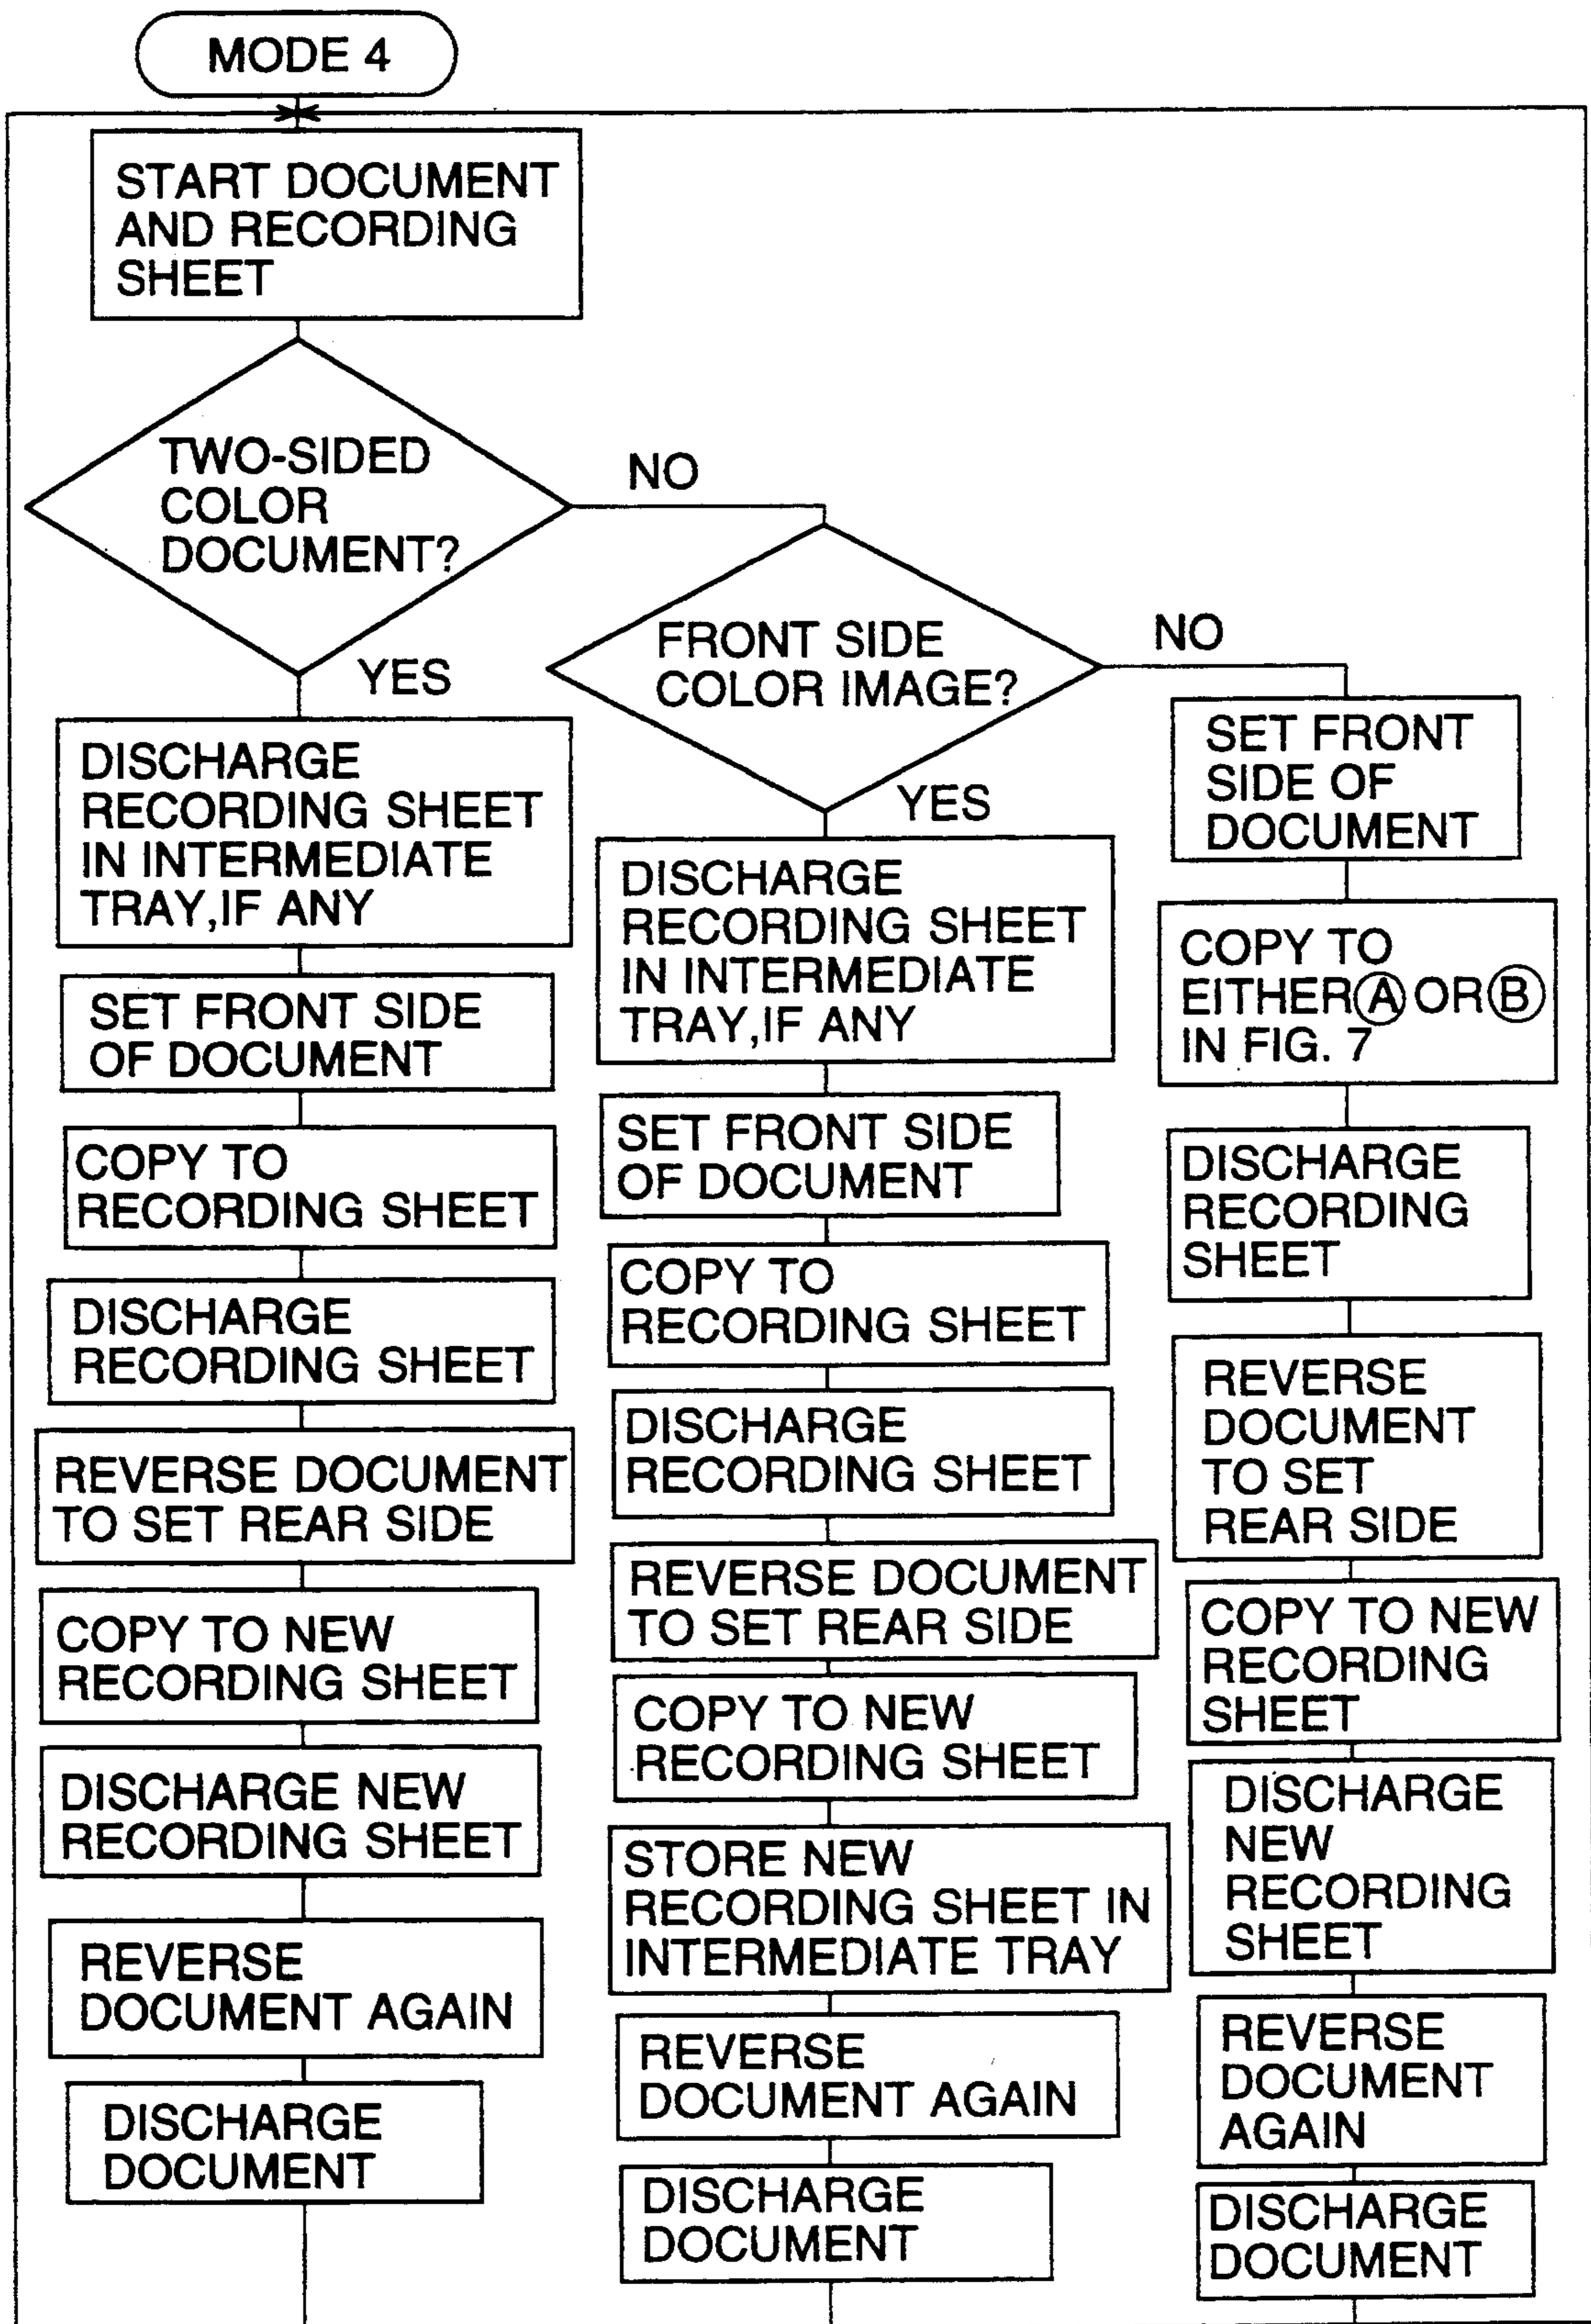 MODE 4
START DOCUMENT
AND RECORDING
SHEET
TWO-SIDED
COLOR
DOCUMENT?
NO
YES
FRONT SIDE
COLOR IMAGE?
NO
YES
DISCHARGE
RECORDING SHEET
IN INTERMEDIATE
TRAY,IF ANY
SET FRONT SIDE
OF DOCUMENT
COPY TO
RECORDING SHEET
DISCHARGE
RECORDING SHEET
REVERSE DOCUMENT
TO SET REAR SIDE
COPY TO NEW
RECORDING SHEET
DISCHARGE NEW
RECORDING SHEET
REVERSE
DOCUMENT AGAIN
DISCHARGE
DOCUMENT
DISCHARGE
RECORDING SHEET
IN INTERMEDIATE
TRAY,IF ANY
SET FRONT SIDE
OF DOCUMENT
COPY TO
RECORDING SHEET
DISCHARGE
RECORDING SHEET
REVERSE DOCUMENT
TO SET REAR SIDE
COPY TO NEW
RECORDING SHEET
STORE NEW
RECORDING SHEET IN
INTERMEDIATE TRAY
REVERSE
DOCUMENT AGAIN
DISCHARGE
DOCUMENT
SET FRONT
SIDE OF
DOCUMENT
COPY TO
EITHER Ⓐ OR Ⓑ
IN FIG. 7
DISCHARGE
RECORDING
SHEET
REVERSE
DOCUMENT
TO SET
REAR SIDE
COPY TO NEW
RECORDING
SHEET
DISCHARGE
NEW
RECORDING
SHEET
REVERSE
DOCUMENT
AGAIN
DISCHARGE
DOCUMENT